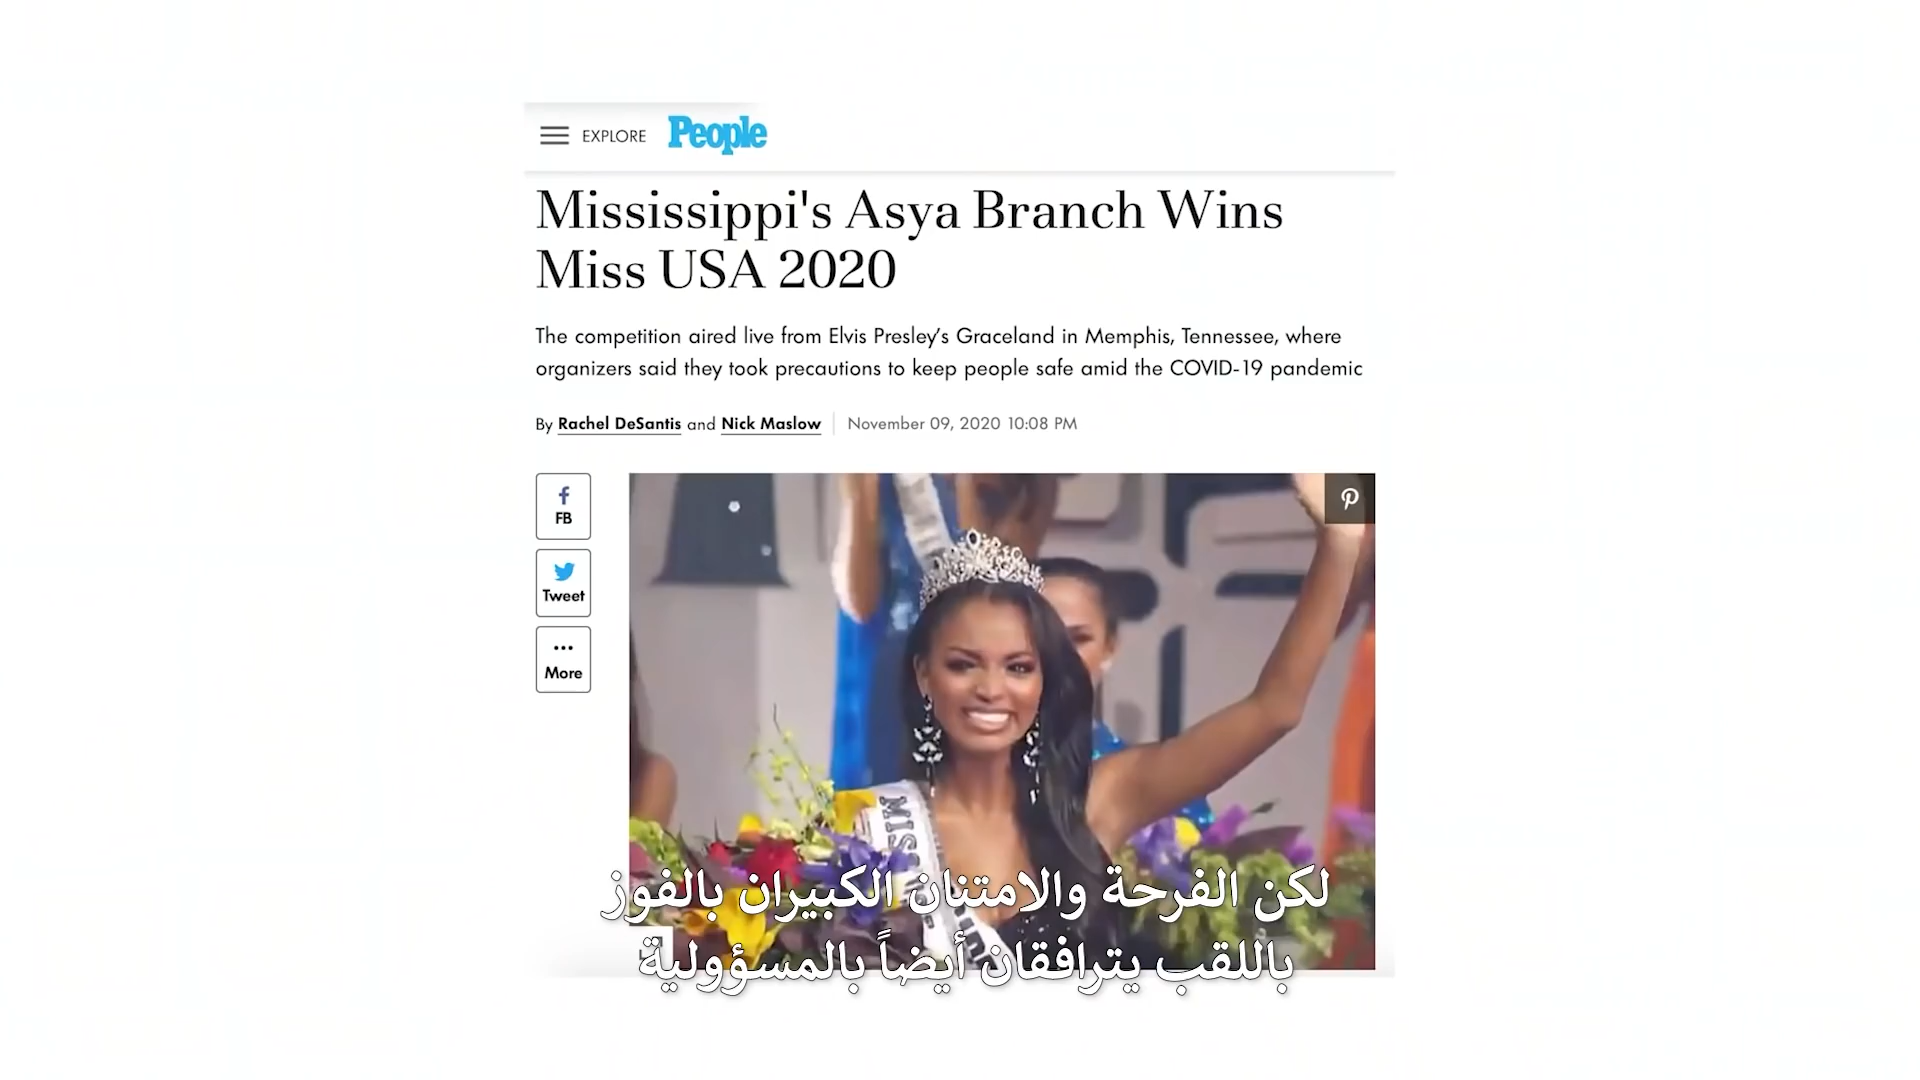 EXPLORE People
Mississippi's Asya Branch Wins
Miss USA 2020
The competition aired live from Elvis Presley’s Graceland in Memphis, Tennessee, where
organizers said they took precautions to keep people safe amid the COVID-19 pandemic
By Rachel DeSantis and Nick Maslow | November 09, 2020 10:08 PM
FB
Tweet
More
لكن الفرحة والامتنان الكبيران بالفوز
باللقب يترافقان أيضاً بالمسؤولية